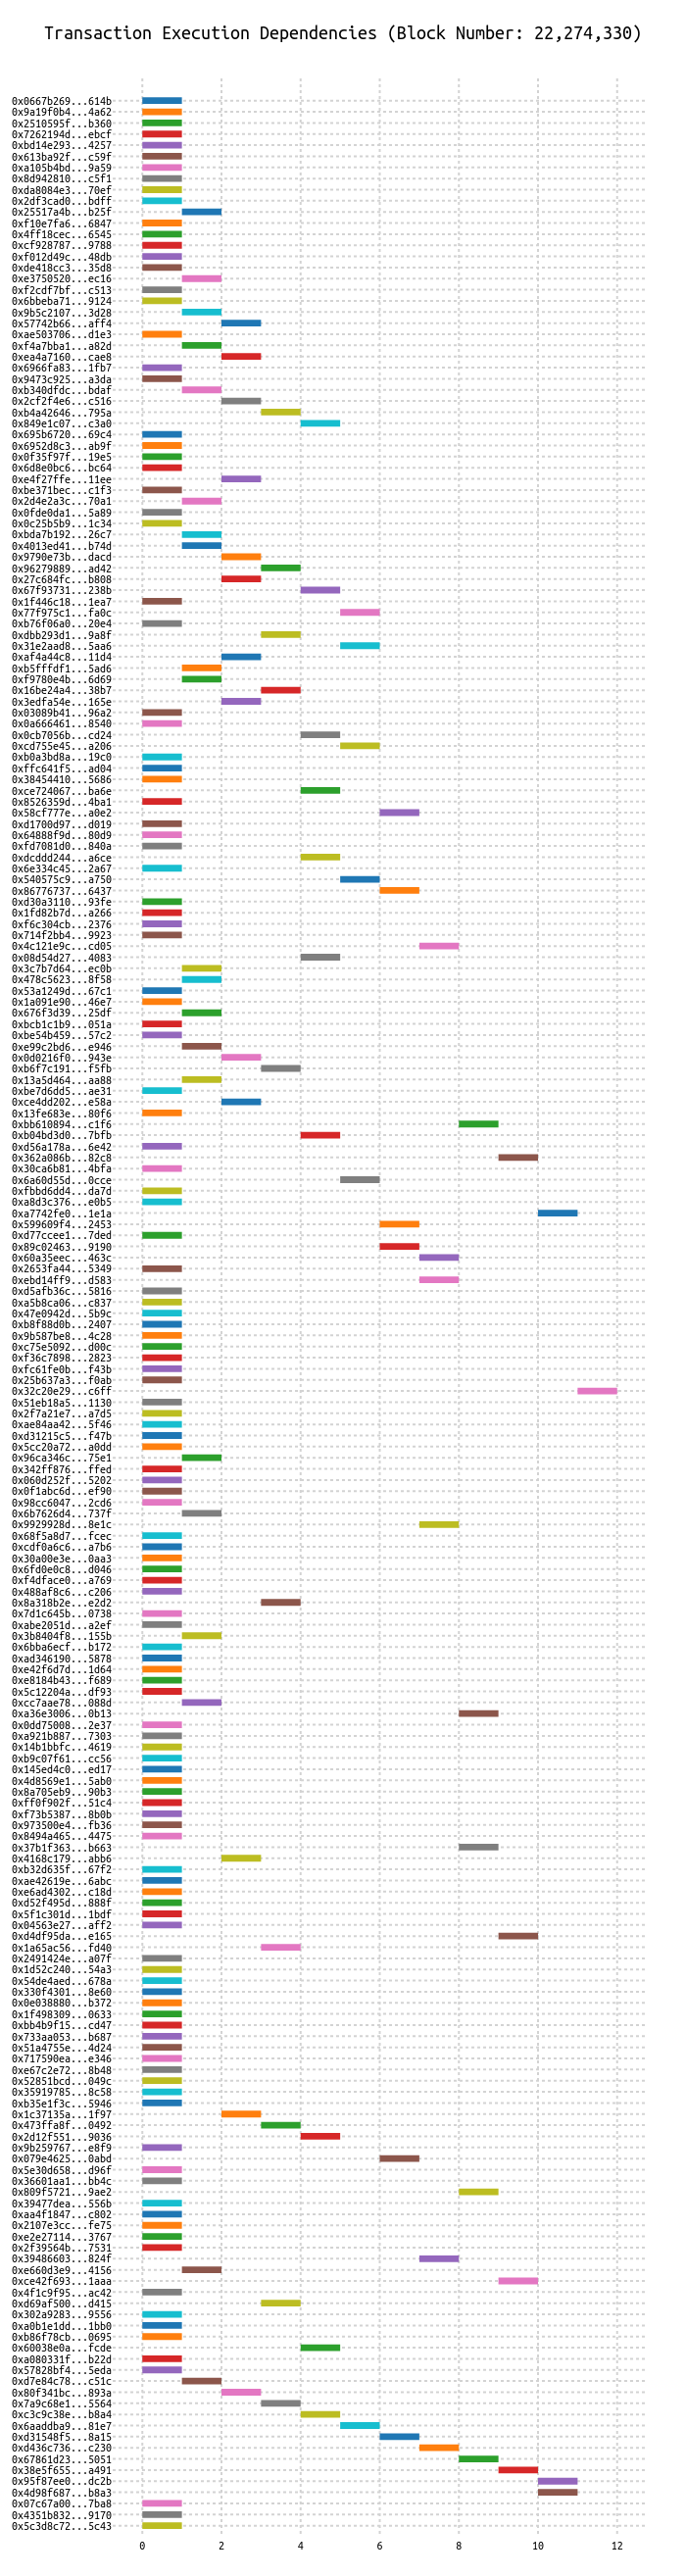 Transaction Execution Dependencies (Block Number: 22,274,330)
0x0667b269...614b
0x9a19f0b4...4a62
0x2510595f...b360
0x7262194d...ebcf
0xbd14e293...4257
0x613ba92f...c59f
0xa105b4bd...9a59
0x8d942810...c5f1
0xda8084e3...70ef
0x2df3cad0...bdff
0x25517a4b...b25f
0xf10e7fa6...6847
0x4ff18cec...6545
0xcf928787...9788
0xf012d49c...48db
0xde418cc3...35d8
0xe3750520...ec16
0xf2cdf7bf...c513
0x6bbeba71...9124
0x9b5c2107...3d28
0x57742b66...aff4
0xae503706...d1e3
0xf4a7bba1...a82d
0xea4a7160...cae8
0x6966fa83...1fb7
0x9473c925...a3da
0xb340dfdc...bdaf
0x2cf2f4e6...c516
0xb4a42646...795a
0x849e1c07...c3a0
0x695b6720...69c4
0x6952d8c3...ab9f
0x0f35f97f...19e5
0x6d8e0bc6...bc64
0xe4f27ffe...11ee
0xbe371bec...c1f3
0x2d4e2a3c...70a1
0x0fde0da1...5a89
0x0c25b5b9...1c34
0xbda7b192...26c7
0x4013ed41...b74d
0x9790e73b...dacd
0x96279889...ad42
0x27c684fc...b808
0x67f93731...238b
0x1f446c18...1ea7
0x77f975c1...fa0c
0xb76f06a0...20e4
0xdbb293d1...9a8f
0x31e2aad8...5aa6
0xaf4a44c8...11d4
0xb5fffdf1...5ad6
0xf9780e4b...6d69
0x16be24a4...38b7
0x3edfa54e...165e
0x03089b41...96a2
0x0a666461...8540
0x0cb7056b...cd24
0xcd755e45...a206
0xb0a3bd8a...19c0
0xffc641f5...ad04
0x38454410...5686
0xce724067...ba6e
0x8526359d...4ba1
0x58cf777e...a0e2
0xd1700d97...d019
0x64888f9d...80d9
0xfd7081d0...840a
0xdcddd244...a6ce
0x6e334c45...2a67
0x540575c9...a750
0x86776737...6437
0xd30a3110...93fe
0x1fd82b7d...a266
0xf6c304cb...2376
0x714f2bb4...9923
0x4c121e9c...cd05
0x08d54d27...4083
0x3c7b7d64...ec0b
0x478c5623...8f58
0x53a1249d...67c1
0x1a091e90...46e7
0x676f3d39...25df
0xbcb1c1b9...051a
0xbe54b459...57c2
0xe99c2bd6...e946
0x0d0216f0...943e
0xb6f7c191...f5fb
0x13a5d464...aa88
0xbe7d6dd5...ae31
0xce4dd202...e58a
0x13fe683e...80f6
0xbb610894...c1f6
0xb04bd3d0...7bfb
0xd56a178a...6e42
0x362a086b...82c8
0x30ca6b81...4bfa
0x6a60d55d...0cce
0xfbbd6dd4...da7d
0xa8d3c376...e0b5
0xa7742fe0...1e1a
0x599609f4...2453
0xd77ccee1...7ded
0x89c02463...9190
0x60a35eec...463c
0x2653fa44...5349
0xebd14ff9...d583
0xd5afb36c...5816
0xa5b8ca06...c837
0x47e0942d...5b9c
0xb8f88d0b...2407
0x9b587be8...4c28
0xc75e5092...d00c
0xf36c7898...2823
0xfc61fe0b...f43b
0x25b637a3...f0ab
0x32c20e29...c6ff
0x51eb18a5...1130
0x2f7a21e7...a7d5
0xae84aa42...5f46
0xd31215c5...f47b
0x5cc20a72...a0dd
0x96ca346c...75e1
0x342ff876...ffed
0x060d252f...5202
0x0f1abc6d...ef90
0x98cc6047...2cd6
0x6b7626d4...737f
0x9929928d...8e1c
0x68f5a8d7...fcec
0xcdf0a6c6...a7b6
0x30a00e3e...0aa3
0x6fd0e0c8...d046
0xf4dface0...a769
0x488af8c6...c206
0x8a318b2e...e2d2
0x7d1c645b...0738
0xabe2051d...a2ef
0x3b8404f8...155b
0x6bba6ecf...b172
0xad346190...5878
0xe42f6d7d...1d64
0xe8184b43...f689
0x5c12204a...df93
0xcc7aae78...088d
0xa36e3006...0b13
0x0dd75008...2e37
0xa921b887...7303
0x14b1bbfc...4619
0xb9c07f61...cc56
0x145ed4c0...ed17
0x4d8569e1...5ab0
0x8a705eb9...90b3
0xff0f902f...51c4
0xf73b5387...8b0b
0x973500e4...fb36
0x8494a465...4475
0x37b1f363...b663
0x4168c179...abb6
0xb32d635f...67f2
0xae42619e...6abc
0xe6ad4302...c18d
0xd52f495d...888f
0x5f1c301d...1bdf
0x04563e27...aff2
0xd4df95da...e165
0x1a65ac56...fd40
0x2491424e...a07f
0x1d52c240...54a3
0x54de4aed...678a
0x330f4301...8e60
0x0e038880...b372
0x1f498309...0633
0xbb4b9f15...cd47
0x733aa053...b687
0x51a4755e...4d24
0x717590ea...e346
0xe67c2e72...8b48
0x52851bcd...049c
0x35919785...8c58
0xb35e1f3c...5946
0x1c37135a...1f97
0x473ffa8f...0492
0x2d12f551...9036
0x9b259767...e8f9
0x079e4625...0abd
0x5e30d658...d96f
0x36601aa1...bb4c
0x809f5721...9ae2
0x39477dea...556b
0xaa4f1847...c802
0x2107e3cc...fe75
0xe2e27114...3767
0x2f39564b...7531
0x39486603...824f
0xe660d3e9...4156
0xce42f693...1aaa
0x4f1c9f95...ac42
0xd69af500...d415
0x302a9283...9556
0xa0b1e1dd...1bb0
0xb86f78cb...0695
0x60038e0a...fcde
0xa080331f...b22d
0x57828bf4...5eda
0xd7e84c78...c51c
0x80f341bc...893a
0x7a9c68e1...5564
0xc3c9c38e...b8a4
0x6aaddba9...81e7
0xd31548f5...8a15
0xd436c736...c230
0x67861d23...5051
0x38e5f655...a491
0x95f87ee0...dc2b
0x4d98f687...b8a3
0x07c67a00...7ba8
0x4351b832...9170
0x5c3d8c72...5c43
0 2 4 6 8 10 12